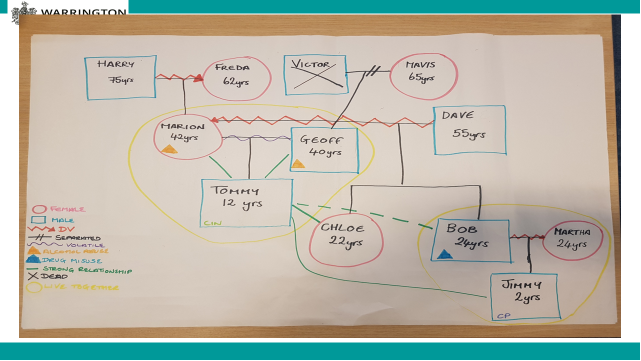 WARRINGTON
HARRY
75yrs
FREDA
62yrs
VICTOR
MAVIS
65yrs
MARION
42yrs
GEOFF
40yrs
DAVE
55yrs
TOMMY
12 yrs
CIN
CHLOE
22yrs
BOB
24yrs
MARTHA
24yrs
JIMMY
2yrs
CP
FEMALE
MALE
DV
SEPARATED
VOLATILE
ALCOHOL MISUSE
DRUG MISUSE
STRONG RELATIONSHIP
DEAD
LIVE TOGETHER